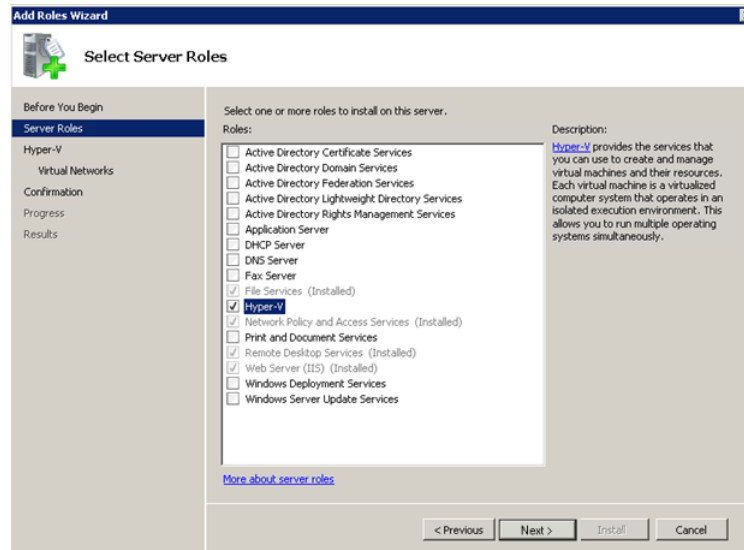 Add Roles Wizard
Select Server Roles
Before You Begin
Server Roles
Hyper-V
Virtual Networks
Confirmation
Progress
Results
Select one or more roles to install on this server.
Roles:
Active Directory Certificate Services
Active Directory Domain Services
Active Directory Federation Services
Active Directory Lightweight Directory Services
Active Directory Rights Management Services
Application Server
DHCP Server
DNS Server
Fax Server
File Services (Installed)
Hyper-V
Network Policy and Access Services (Installed)
Print and Document Services
Remote Desktop Services (Installed)
Web Server (IIS) (Installed)
Windows Deployment Services
Windows Server Update Services
More about server roles
Description:
Hyper-V provides the services that
you can use to create and manage
virtual machines and their resources.
Each virtual machine is a virtualized
computer system that operates in an
isolated execution environment. This
allows you to run multiple operating
systems simultaneously.
< Previous
Next >
Install
Cancel